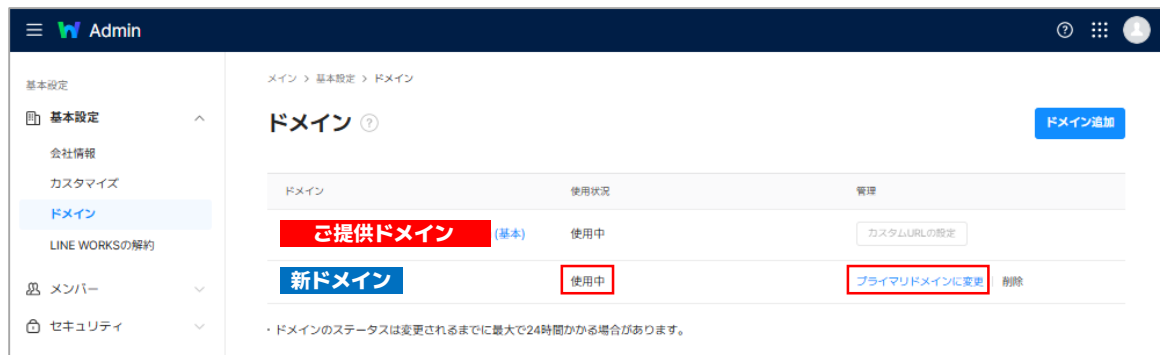 Admin
基本設定
基本設定
会社情報
カスタマイズ
ドメイン
LINE WORKSの解約
メンバー
セキュリティ
メイン > 基本設定 > ドメイン
ドメイン ?
ドメイン追加
ドメイン 使用状況 管理
ご提供ドメイン (基本) 使用中 カスタムURLの設定
新ドメイン 使用中 プライマリドメインに変更 削除
・ドメインのステータスは変更されるまでに最大で24時間かかる場合があります。